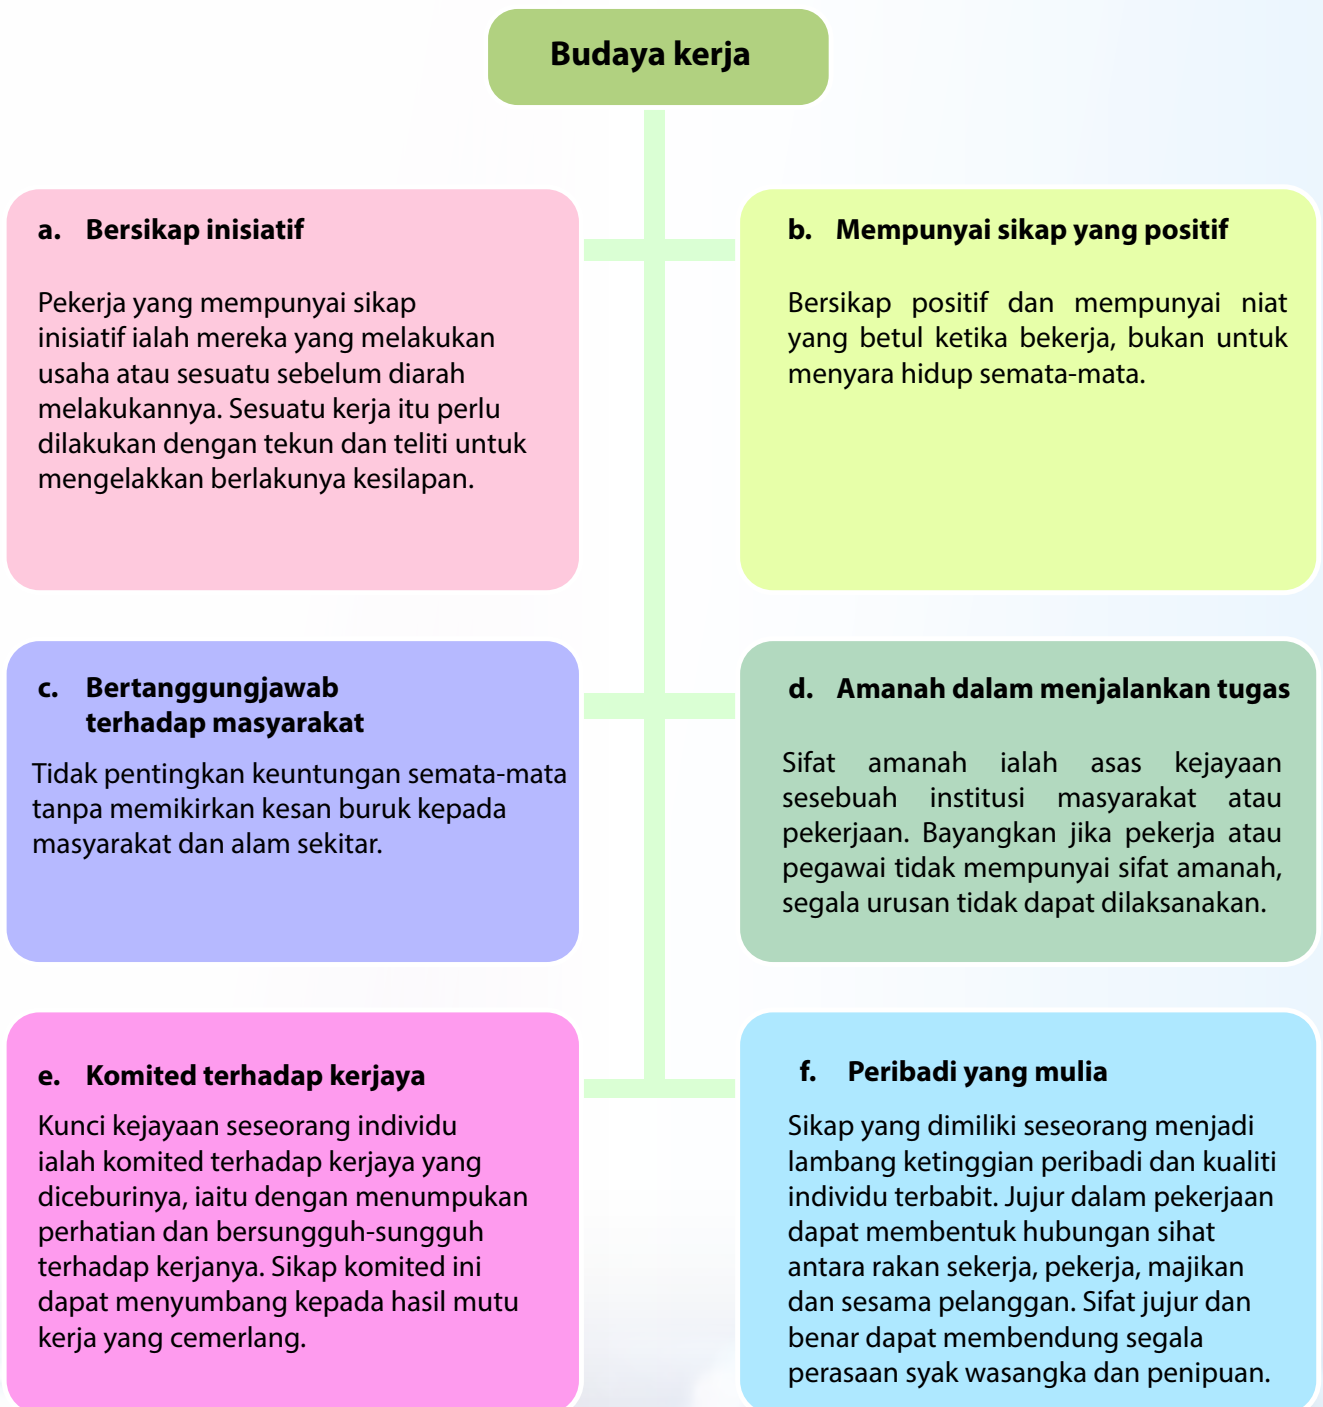 Budaya kerja
a. Bersikap inisiatif
Pekerja yang mempunyai sikap
inisiatif ialah mereka yang melakukan
usaha atau sesuatu sebelum diarah
melakukannya. Sesuatu kerja itu perlu
dilakukan dengan tekun dan teliti untuk
mengelakkan berlakunya kesilapan.
b. Mempunyai sikap yang positif
Bersikap positif dan mempunyai niat
yang betul ketika bekerja, bukan untuk
menyara hidup semata-mata.
c. Bertanggungjawab
terhadap masyarakat
Tidak pentingkan keuntungan semata-mata
tanpa memikirkan kesan buruk kepada
masyarakat dan alam sekitar.
d. Amanah dalam menjalankan tugas
Sifat amanah ialah asas kejayaan
sesebuah institusi masyarakat atau
pekerjaan. Bayangkan jika pekerja atau
pegawai tidak mempunyai sifat amanah,
segala urusan tidak dapat dilaksanakan.
e. Komited terhadap kerjaya
Kunci kejayaan seseorang individu
ialah komited terhadap kerjaya yang
diceburinya, iaitu dengan menumpukan
perhatian dan bersungguh-sungguh
terhadap kerjanya. Sikap komited ini
dapat menyumbang kepada hasil mutu
kerja yang cemerlang.
f. Peribadi yang mulia
Sikap yang dimiliki seseorang menjadi
lambang ketinggian peribadi dan kualiti
individu terbabit. Jujur dalam pekerjaan
dapat membentuk hubungan sihat
antara rakan sekerja, pekerja, majikan
dan sesama pelanggan. Sifat jujur dan
benar dapat membendung segala
perasaan syak wasangka dan penipuan.